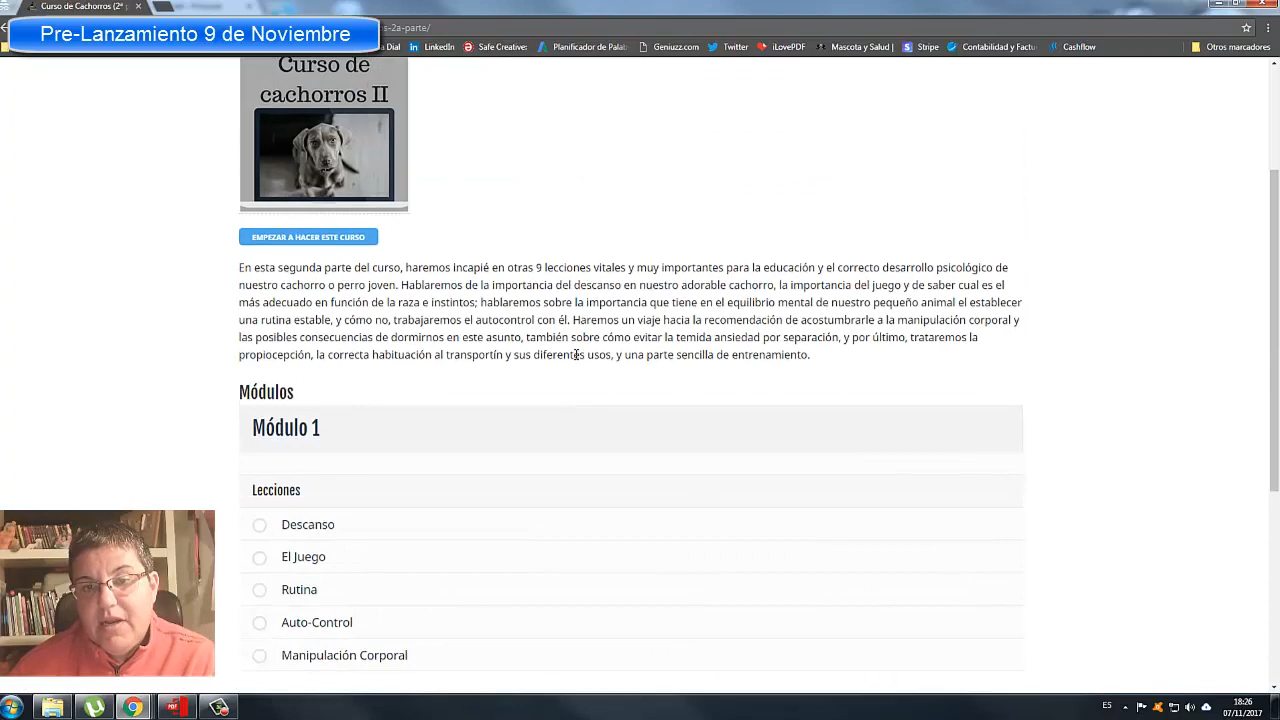 Curso de Cachorros (2ª
Pre-Lanzamiento 9 de Noviembre
os-2a-parte/
Dial
LinkedIn
Safe Creative:
Planificador de Palab
Geniuzz.com
Twitter
iLovePDF
Mascota y Salud |
Stripe
Contabilidad y Factu
Cashflow
Otros marcadores
Curso de
cachorros II
EMPEZAR A HACER ESTE CURSO
En esta segunda parte del curso, haremos incapié en otras 9 lecciones vitales y muy importantes para la educación y el correcto desarrollo psicológico de
nuestro cachorro o perro joven. Hablaremos de la importancia del descanso en nuestro adorable cachorro, la importancia del juego y de saber cual es el
más adecuado en función de la raza e instintos; hablaremos sobre la importancia que tiene en el equilibrio mental de nuestro pequeño animal el establecer
una rutina estable, y cómo no, trabajaremos el autocontrol con él. Haremos un viaje hacia la recomendación de acostumbrarle a la manipulación corporal y
las posibles consecuencias de dormirnos en este asunto, también sobre cómo evitar la temida ansiedad por separación, y por último, trataremos la
propiocepción, la correcta habituación al transportín y sus diferentes usos, y una parte sencilla de entrenamiento.
Módulos
Módulo 1
Lecciones
Descanso
El Juego
Rutina
Auto-Control
Manipulación Corporal
ES
18:26
07/11/2017